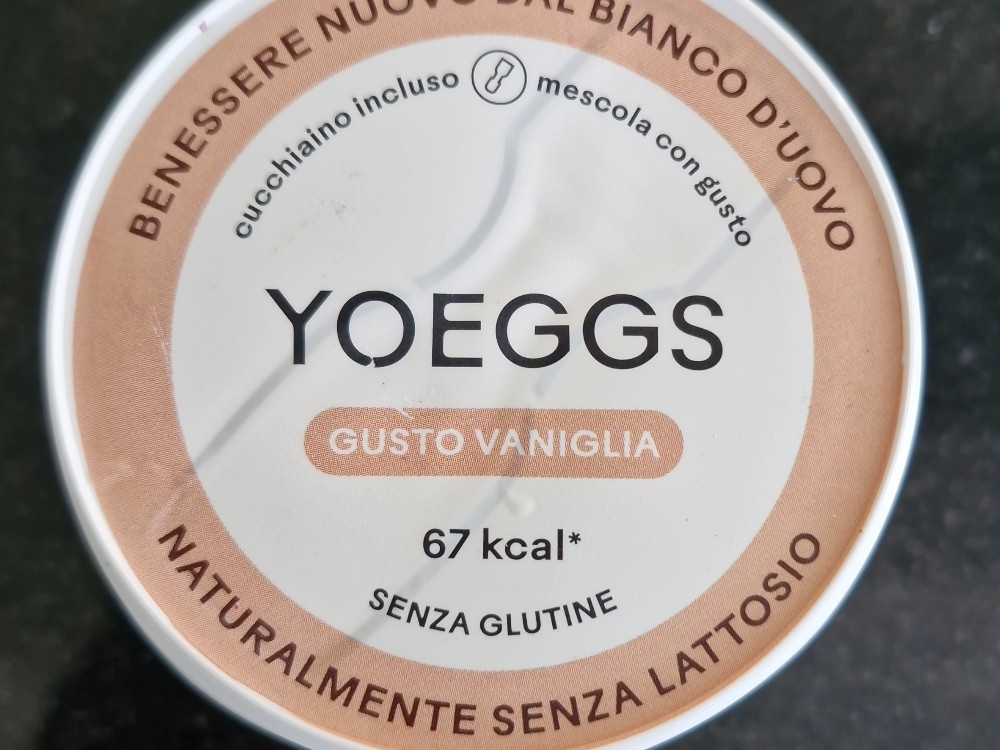 BENESSERE NUOVO DAL BIANCO D'UOVO
cucchiaino incluso
mescola con gusto
YOEGGS
GUSTO VANIGLIA
67 kcal*
SENZA GLUTINE
NATURALMENTE SENZA LATTOSIO